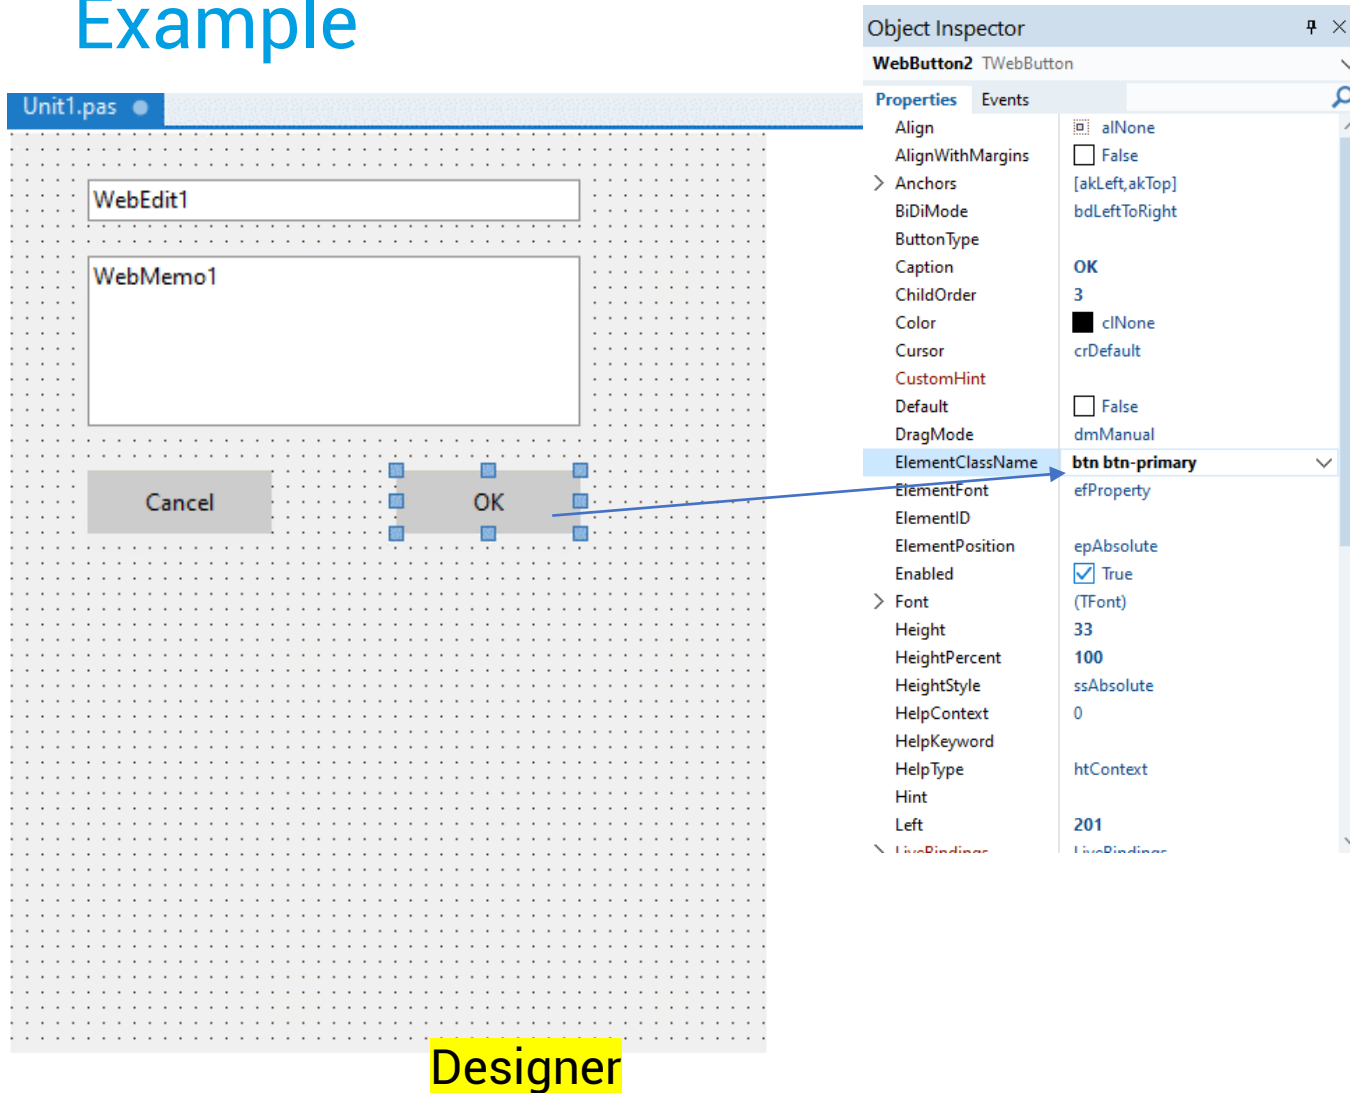 Example
Unit1.pas
WebEdit1
WebMemo1
Cancel
OK
Designer
Object Inspector
WebButton2 TWebButton
Properties Events
Align alNone
AlignWithMargins False
Anchors [akLeft,akTop]
BiDiMode bdLeftToRight
ButtonType
Caption OK
ChildOrder 3
Color clNone
Cursor crDefault
CustomHint
Default False
DragMode dmManual
ElementClassName btn btn-primary
ElementFont efProperty
ElementID
ElementPosition epAbsolute
Enabled True
Font (TFont)
Height 33
HeightPercent 100
HeightStyle ssAbsolute
HelpContext 0
HelpKeyword
HelpType htContext
Hint
Left 201
LiveBindings LiveBindings